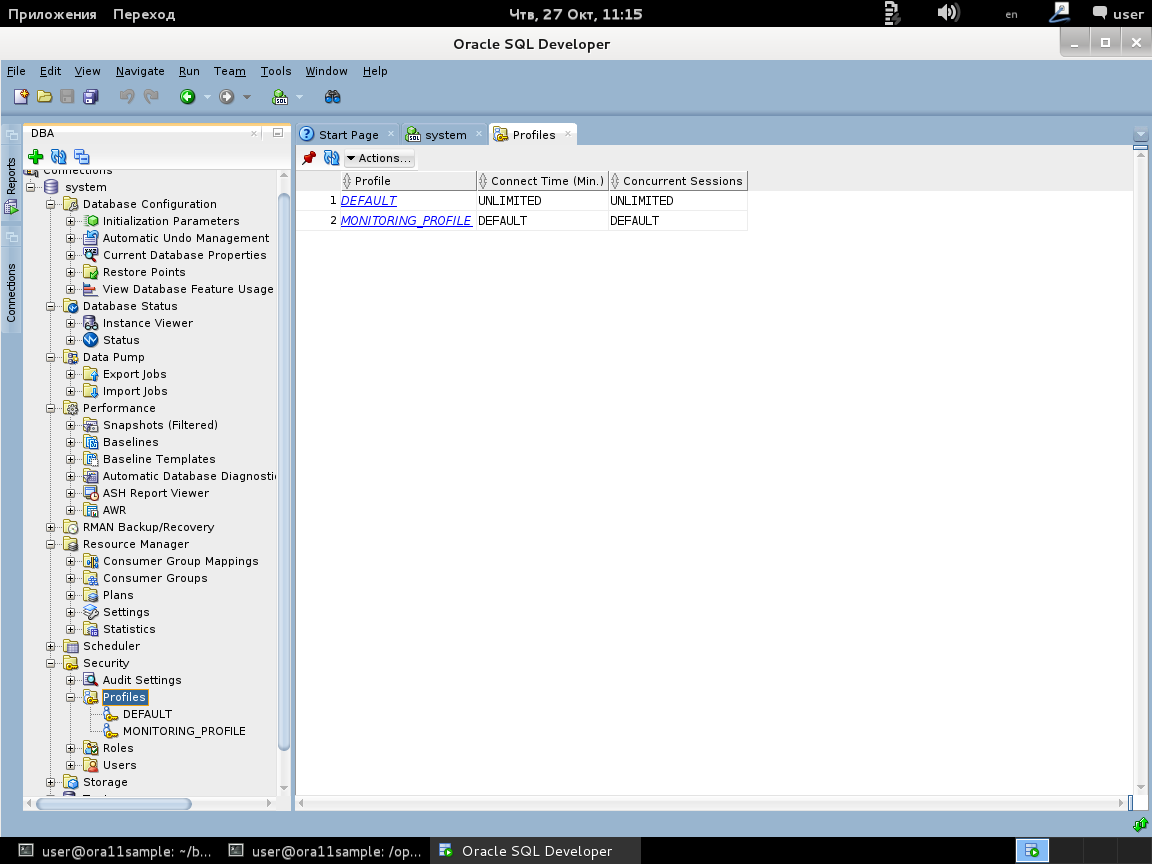 Приложения Переход Чтв, 27 Окт, 11:15 en user
Oracle SQL Developer
File Edit View Navigate Run Team Tools Window Help
SQL
Reports
Connections
DBA
Connections
system
Database Configuration
Initialization Parameters
Automatic Undo Management
Current Database Properties
Restore Points
View Database Feature Usage
Database Status
Instance Viewer
Status
Data Pump
Export Jobs
Import Jobs
Performance
Snapshots (Filtered)
Baselines
Baseline Templates
Automatic Database Diagnosti
ASH Report Viewer
AWR
RMAN Backup/Recovery
Resource Manager
Consumer Group Mappings
Consumer Groups
Plans
Settings
Statistics
Scheduler
Security
Audit Settings
Profiles
DEFAULT
MONITORING_PROFILE
Roles
Users
Storage
Start Page system Profiles
Actions...
Profile Connect Time (Min.) Concurrent Sessions
1 DEFAULT UNLIMITED UNLIMITED
2 MONITORING_PROFILE DEFAULT DEFAULT
user@ora11sample: ~/b... user@ora11sample: /op... Oracle SQL Developer